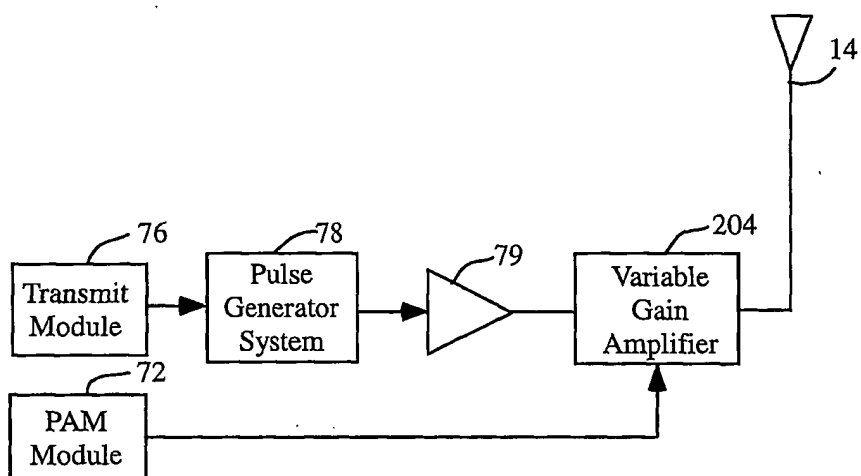 14
76
78
79
204
Transmit
Module
Pulse
Generator
System
Variable
Gain
Amplifier
72
PAM
Module